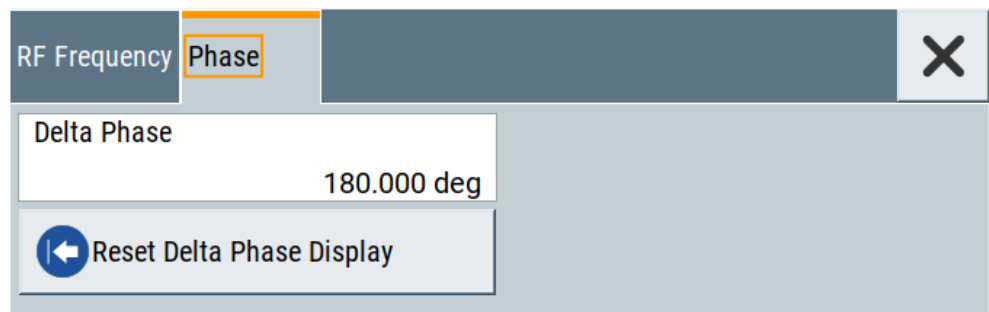 RF Frequency Phase
Delta Phase
180.000 deg
Reset Delta Phase Display